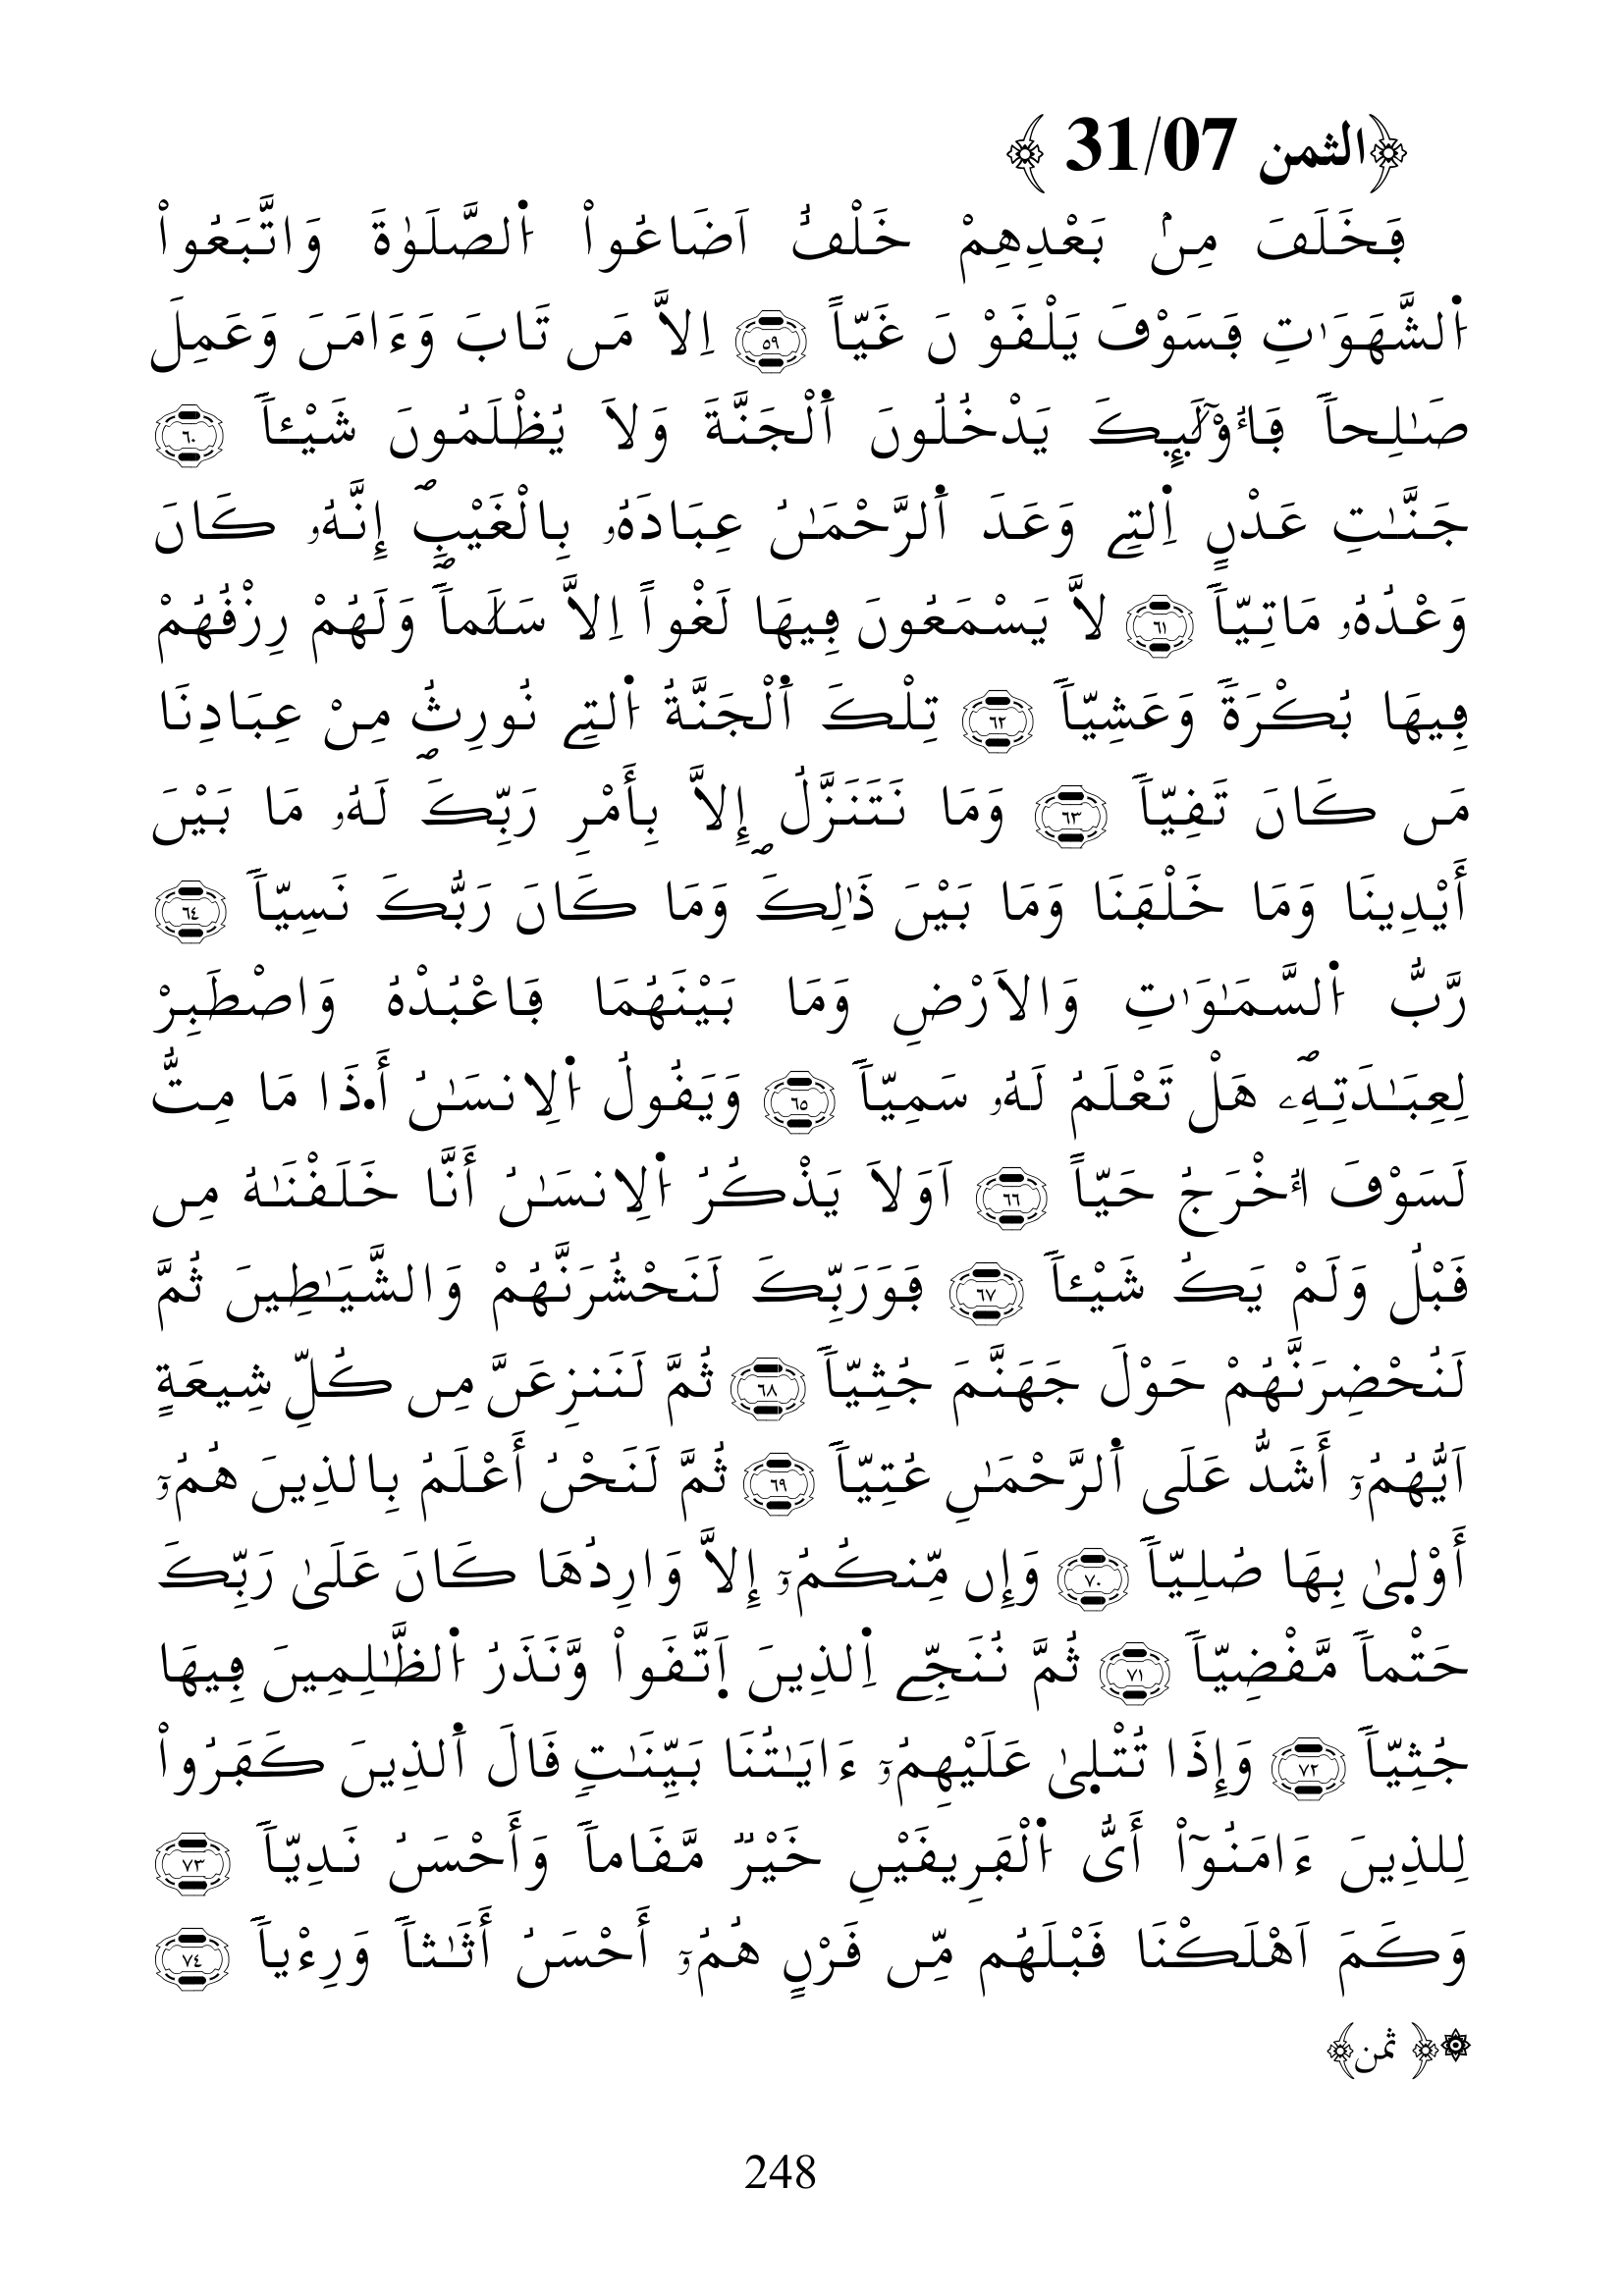 ﴿الثمن 31/07 ﴾
فَخَلَفَ مِنۢ بَعْدِهِمْ خَلْفٌ اَضَاعُواْ اُ۬لصَّلَوٰةَ وَاتَّبَعُواْ
اُ۬لشَّهَوَٰتِ فَسَوْفَ يَلْقَوْ نَ غَيّاً ٥٩ اِلاَّ مَن تَابَ وَءَامَنَ وَعَمِلَ
صَٰلِحاٗ فَأُوْلَٰٓئِكَ يَدْخُلُونَ اَ۬لْجَنَّةَ وَلاَ يُظْلَمُونَ شَيْـٔاٗ ٦٠
جَنَّٰتِ عَدْنٍ اِ۬لتِے وَعَدَ اَ۬لرَّحْمَٰنُ عِبَادَهُۥ بِالْغَيْبِۖ إِنَّهُۥ كَانَ
وَعْدُهُۥ مَاتِيّاٗۖ ٦١ لاَّ يَسْمَعُونَ فِيهَا لَغْواً اِلاَّ سَلَٰماٗۖ وَلَهُمْ رِزْقُهُمْ
فِيهَا بُكْرَةٗ وَعَشِيّاٗ ٦٢ تِلْكَ اَ۬لْجَنَّةُ اُ۬لتِے نُورِثُ مِنْ عِبَادِنَا
مَن كَانَ تَقِيّاٗۖ ٦٣ وَمَا نَتَنَزَّلُ إِلاَّ بِأَمْرِ رَبِّكَ لَهُۥ مَا بَيْنَ
أَيْدِينَا وَمَا خَلْفَنَا وَمَا بَيْنَ ذَٰلِكَۖ وَمَا كَانَ رَبُّكَ نَسِيّاٗ ٦٤
رَّبُّ اُ۬لسَّمَٰوَٰتِ وَالاَرْضِ وَمَا بَيْنَهُمَا فَاعْبُدْهُ وَاصْطَبِرْ
لِعِبَٰدَتِهِۦۖ هَلْ تَعْلَمُ لَهُۥ سَمِيّاٗ ٦٥ وَيَقُولُ اُ۬لِانسَٰنُ أَ.ذَا مَا مِتُّ
لَسَوْفَ أُخْرَجُ حَيّاً ٦٦ اَوَلاَ يَذْكُرُ اُ۬لِانسَٰنُ أَنَّا خَلَقْنَٰهُ مِن
قَبْلُ وَلَمْ يَكُ شَيْـٔاٗ ٦٧ فَوَرَبِّكَ لَنَحْشُرَنَّهُمْ وَالشَّيَٰطِينَ ثُمَّ
لَنُحْضِرَنَّهُمْ حَوْلَ جَهَنَّمَ جُثِيّاٗ ٦٨ ثُمَّ لَنَنزِعَنَّ مِن كُلِّ شِيعَةٍ
اَيُّهُمُۥٓ أَشَدُّ عَلَى اَ۬لرَّحْمَٰنِ عُتِيّاٗ ٦٩ ثُمَّ لَنَحْنُ أَعْلَمُ بِالذِينَ هُمُۥٓ
أَوْلٜىٰ بِهَا صُلِيّاٗ ٧٠ وَإِن مِّنكُمُۥٓ إِلاَّ وَارِدُهَا كَانَ عَلَىٰ رَبِّكَ
حَتْماٗ مَّقْضِيّاٗ ٧١ ثُمَّ نُنَجِّے اِ۬لذِينَ اَ۪تَّقَواْ وَّنَذَرُ اُ۬لظَّٰلِمِينَ فِيهَا
جُثِيّاٗ ٧٢ وَإِذَا تُتْلٜىٰ عَلَيْهِمُۥٓ ءَايَٰتُنَا بَيِّنَٰتٖ قَالَ اَ۬لذِينَ كَفَرُواْ
لِلذِينَ ءَامَنُوٓاْ أَىُّ اُ۬لْفَرِيقَيْنِ خَيْرٞ مَّقَاماٗ وَأَحْسَنُ نَدِيّاٗ ٧٣
وَكَمَ اَهْلَكْنَا قَبْلَهُم مِّن قَرْنٍ هُمُۥٓ أَحْسَنُ أَثَٰثاٗ وَرِءْياٗ ٧٤
۞﴿ ثمن﴾
248